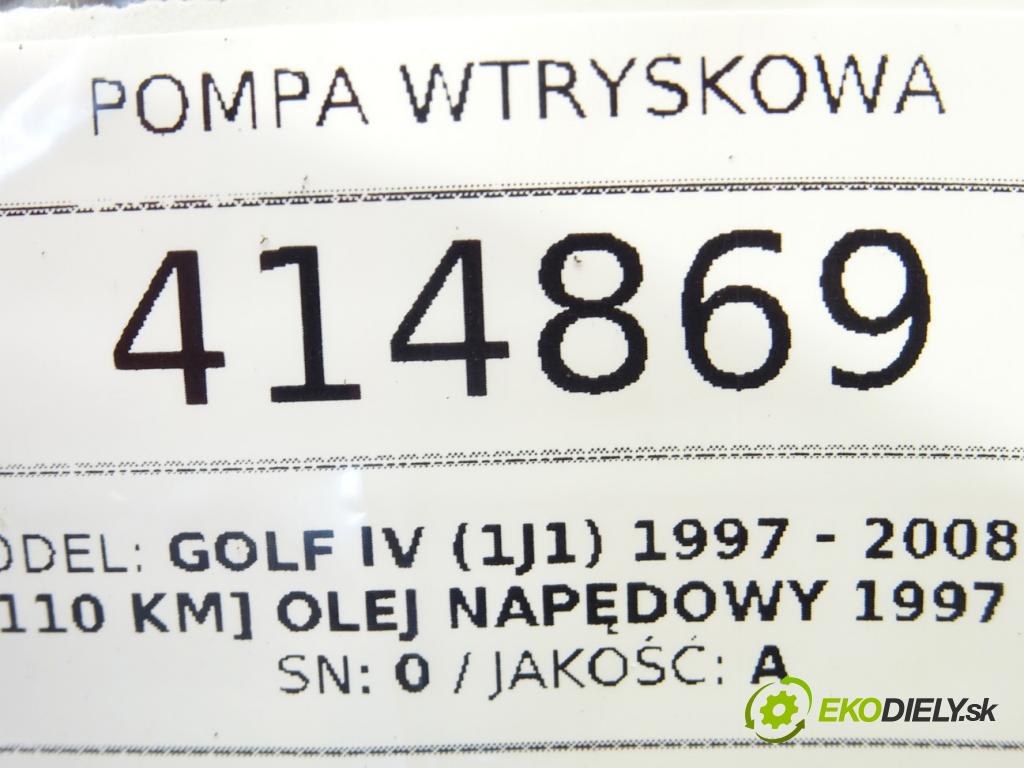 POMPA WTRYSKOWA
414869
ODEL: GOLF IV (1J1) 1997 - 2008
110 KM] OLEJ NAPĘDOWY 1997
SN: 0 / JAKOŚĆ: A
EKODIELY.sk